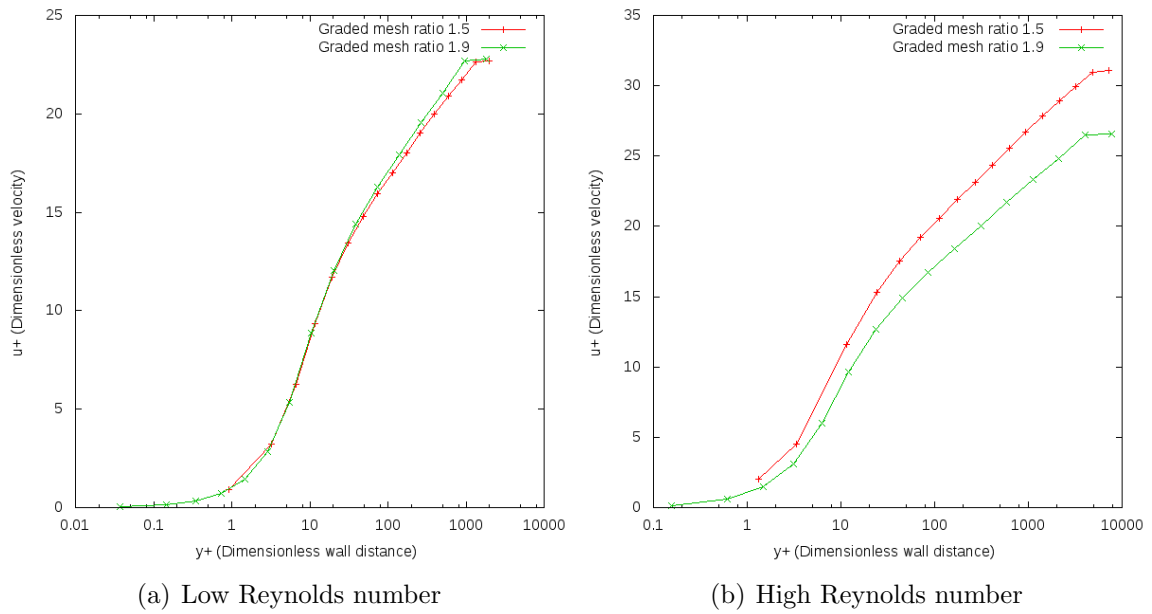 25
20
15
10
5
0
u+ (Dimensionless velocity)
Graded mesh ratio 1.5
Graded mesh ratio 1.9
0.01 0.1 1 10 100 1000 10000
y+ (Dimensionless wall distance)
(a) Low Reynolds number
35
30
25
20
15
10
5
0
u+ (Dimensionless velocity)
Graded mesh ratio 1.5
Graded mesh ratio 1.9
0.1 1 10 100 1000 10000
y+ (Dimensionless wall distance)
(b) High Reynolds number